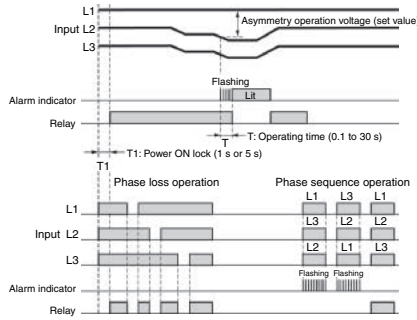 L1
Asymmetry operation voltage (set value
Input L2
L3
Flashing
Alarm indicator
Lit
Relay
T
T: Operating time (0.1 to 30 s)
T1: Power ON lock (1 s or 5 s)
T1
Phase loss operation
Phase sequence operation
L1 L3 L1
L1
L3 L2 L2
Input L2
L2 L1 L3
L3
Flashing Flashing
Alarm indicator
Relay